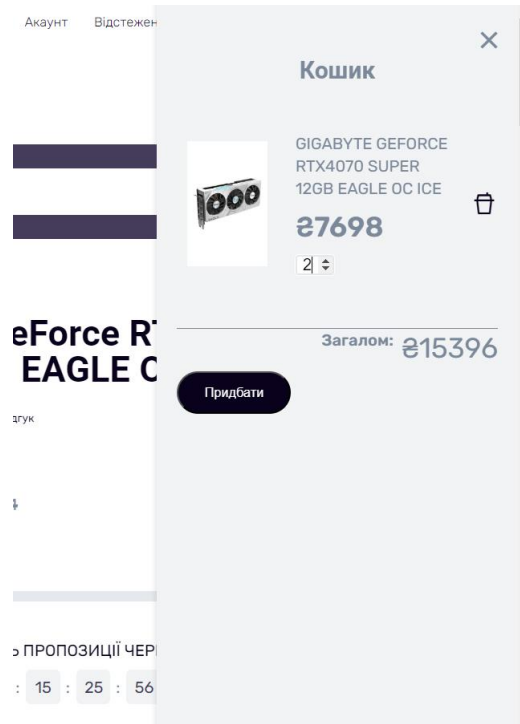 Акаунт Відстежен
Кошик
GIGABYTE GEFORCE
RTX4070 SUPER
12GB EAGLE OC ICE
₴7698
2
Загалом: ₴15396
Придбати
eForce R
EAGLE
дгук
ь ПРОПОЗИЦІЇ ЧЕР
: 15 : 25 : 56